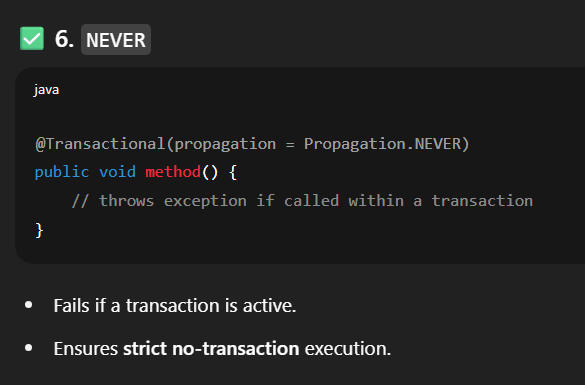 ✅ 6. NEVER
java
@Transactional(propagation = Propagation.NEVER)
public void method() {
    // throws exception if called within a transaction
}
• Fails if a transaction is active.
• Ensures strict no-transaction execution.